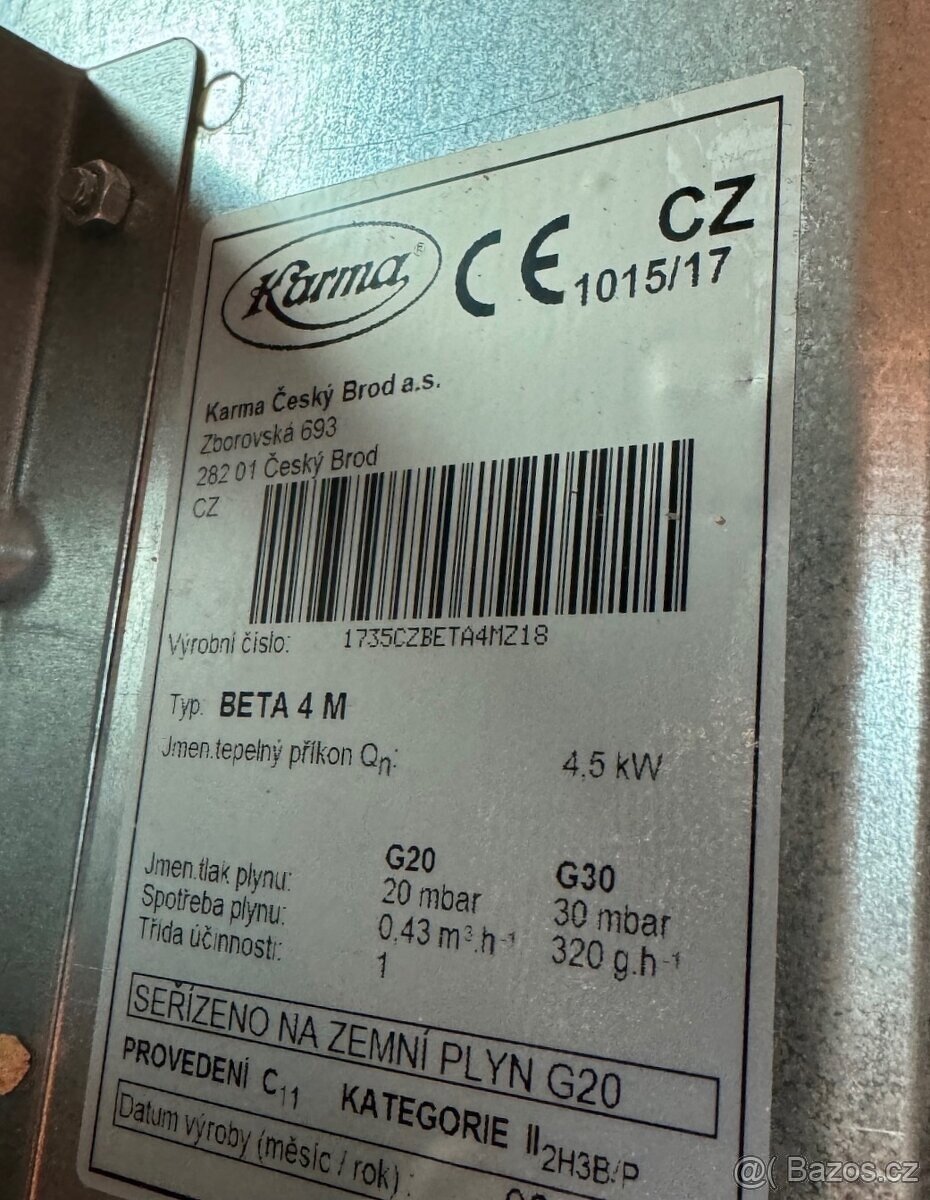 Karma®
CE
CZ
1015/17
Karma Český Brod a.s.
Zborovská 693
282 01 Český Brod
CZ
Výrobní číslo: 1735CZBETA4MZ18
Typ: BETA 4 M
Jmen.tepelný příkon Qn: 4,5 kW
G20 G30
Jmen.tlak plynu: 20 mbar 30 mbar
Spotřeba plynu: 0,43 m³.h⁻¹ 320 g.h⁻¹
Třída účinnosti: 1
SEŘÍZENO NA ZEMNÍ PLYN G20
PROVEDENÍ C11 KATEGORIE II2H3B/P
Datum výroby (měsíc / rok) :
@( Bazos.cz